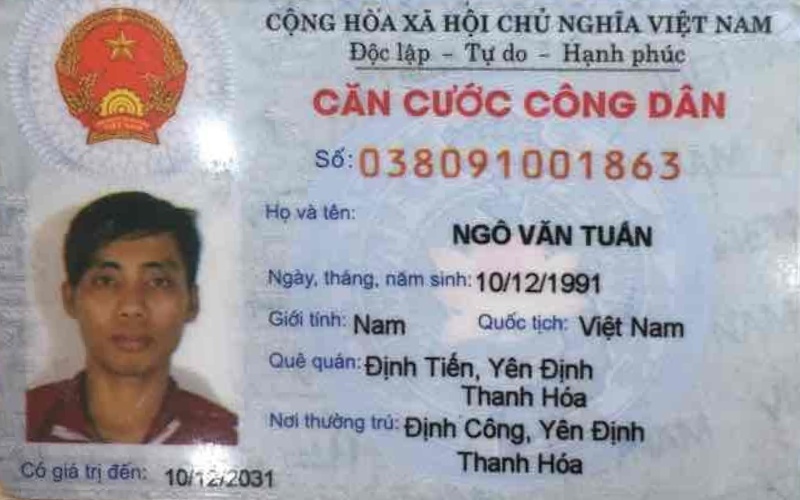 CỘNG HÒA XÃ HỘI CHỦ NGHĨA VIỆT NAM
Độc lập - Tự do - Hạnh phúc
CĂN CƯỚC CÔNG DÂN
Số: 038091001863
Họ và tên:
NGÔ VĂN TUẤN
Ngày, tháng, năm sinh: 10/12/1991
Giới tính: Nam Quốc tịch: Việt Nam
Quê quán: Định Tiến, Yên Định
Thanh Hóa
Nơi thường trú: Định Công, Yên Định
Thanh Hóa
Có giá trị đến: 10/12/2031